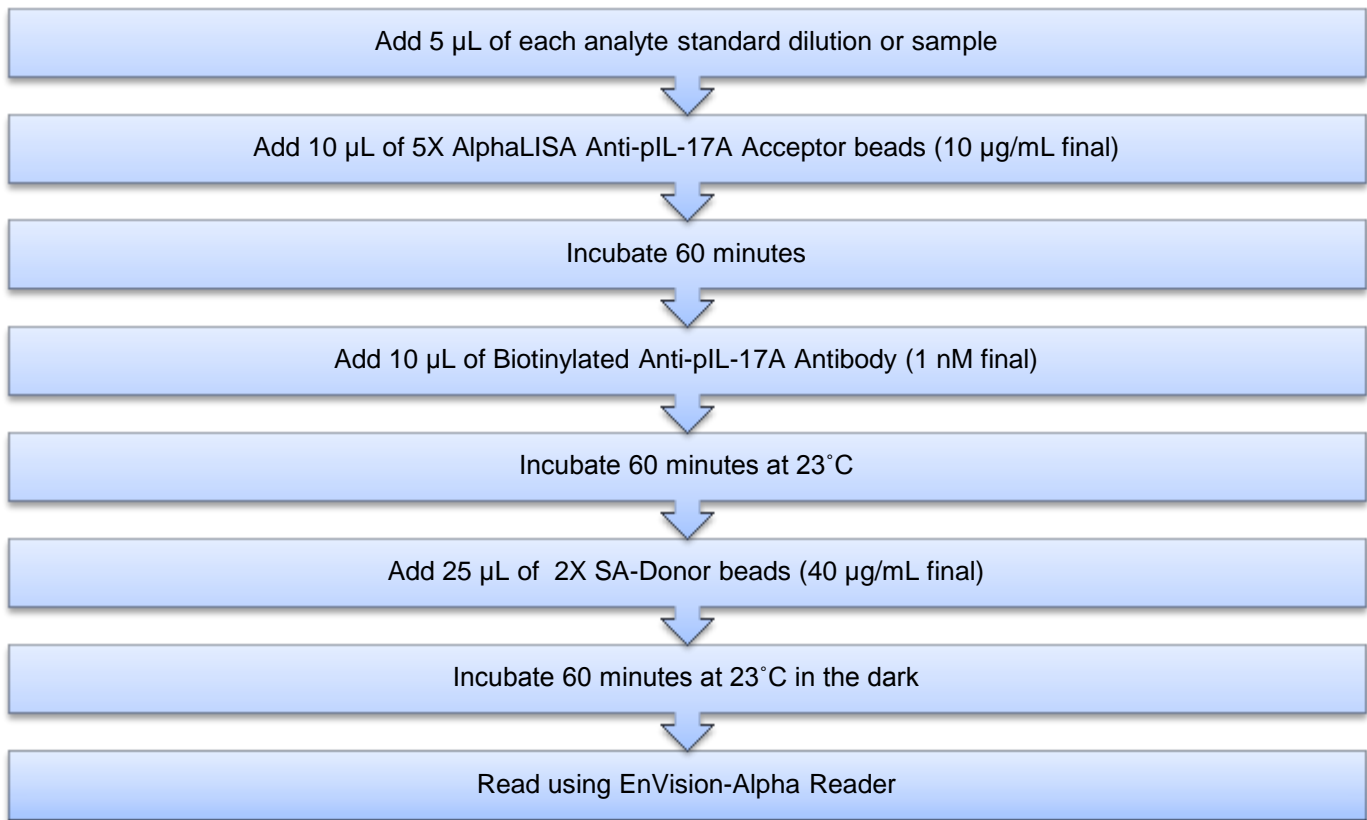 Add 5 µL of each analyte standard dilution or sample
Add 10 µL of 5X AlphaLISA Anti-pIL-17A Acceptor beads (10 µg/mL final)
Incubate 60 minutes
Add 10 µL of Biotinylated Anti-pIL-17A Antibody (1 nM final)
Incubate 60 minutes at 23˚C
Add 25 µL of  2X SA-Donor beads (40 µg/mL final)
Incubate 60 minutes at 23˚C in the dark
Read using EnVision-Alpha Reader